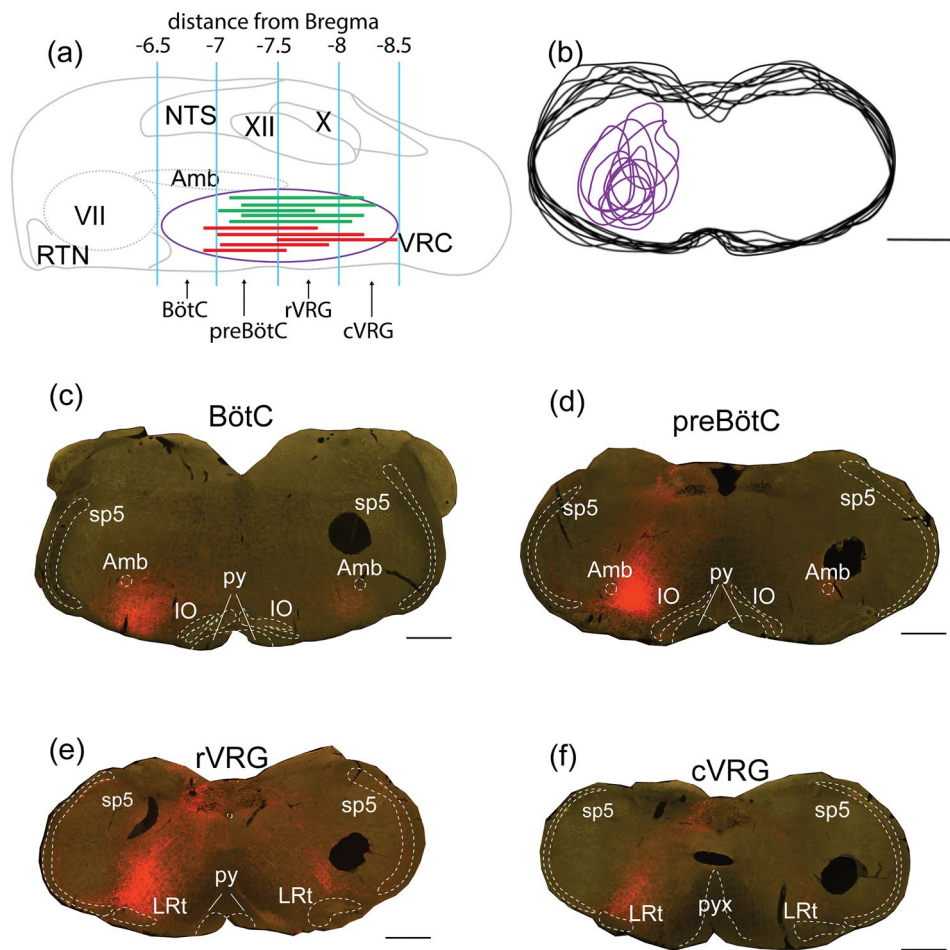 distance from Bregma
(a)
-6.5 -7 -7.5 -8 -8.5
NTS
XII
X
Amb
VII
RTN
VRC
BötC
preBötC
rVRG
cVRG
(b)
(c)
BötC
sp5
sp5
Amb
Amb
py
IO
IO
(d)
preBötC
sp5
sp5
Amb
Amb
py
IO
IO
(e)
rVRG
sp5
sp5
py
LRt
LRt
(f)
cVRG
sp5
sp5
LRt
pyx
LRt